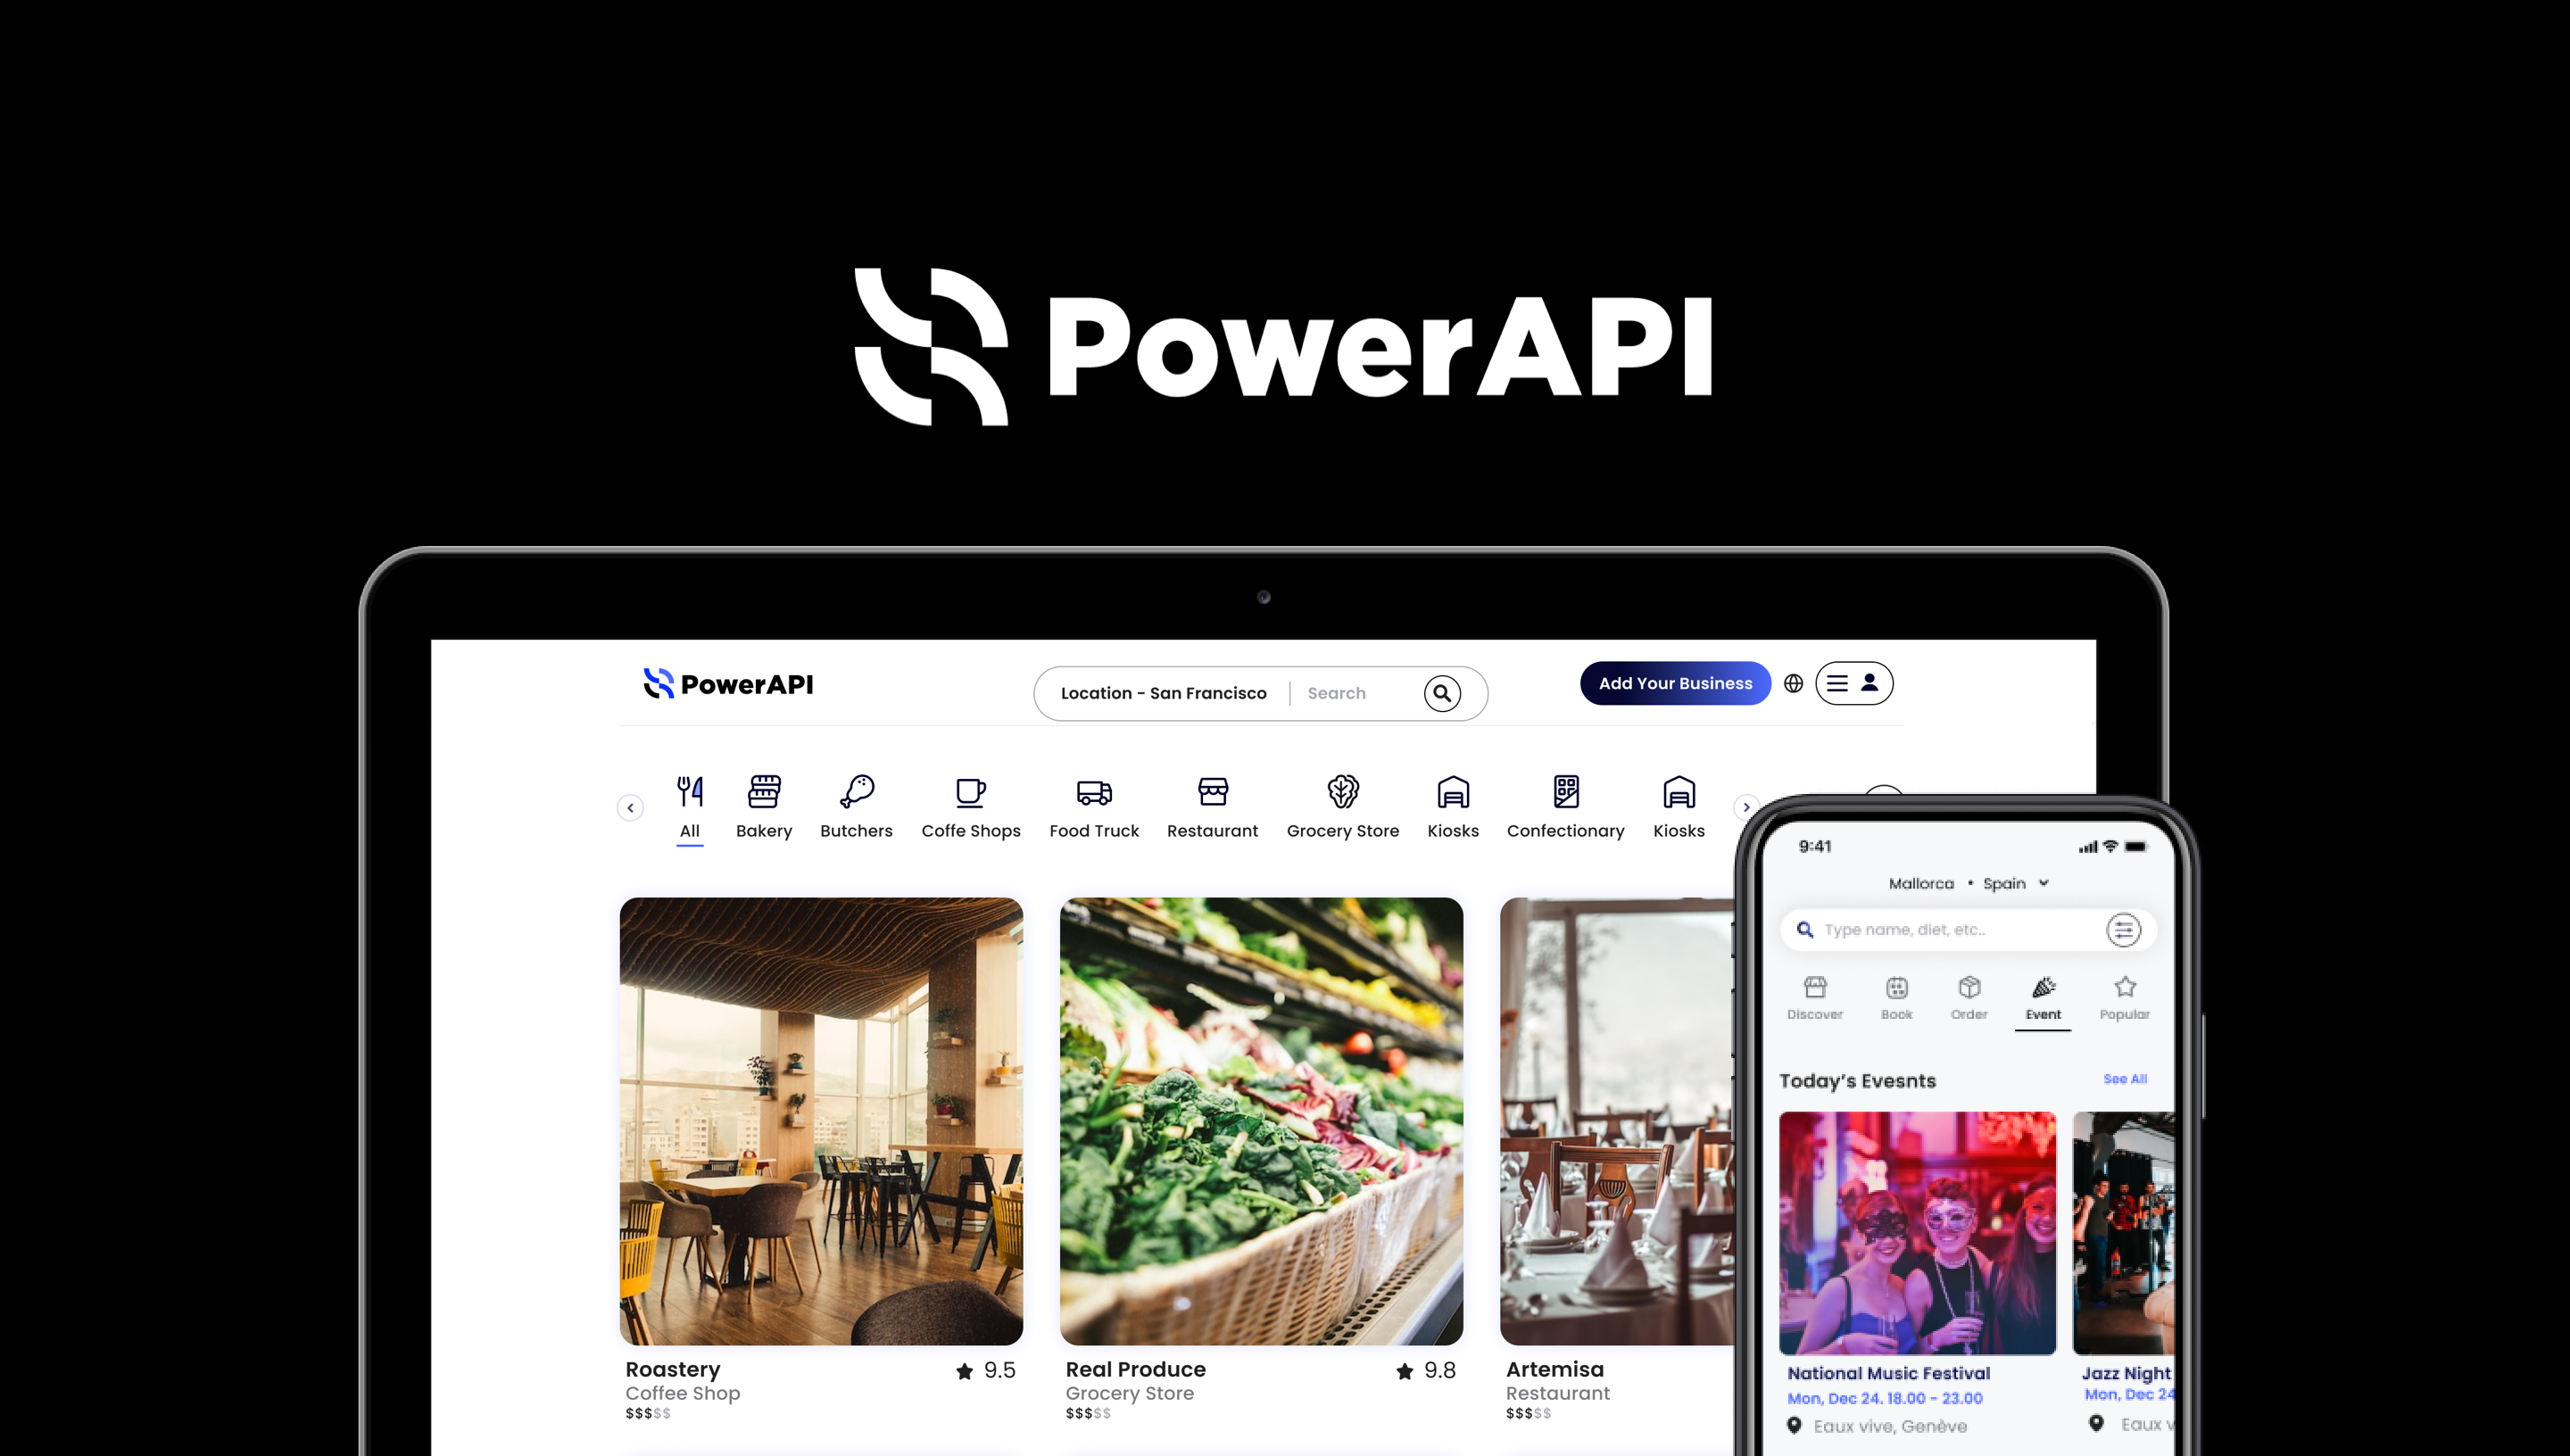 PowerAPI
PowerAPI
Location - San Francisco
Search
Add Your Business
All
Bakery
Butchers
Coffe Shops
Food Truck
Restaurant
Grocery Store
Kiosks
Confectionary
Kiosks
Roastery
9.5
Coffee Shop
$$$$$
Real Produce
9.8
Grocery Store
$$$$$
Artemisa
Restaurant
$$$$$
9:41
Mallorca • Spain
Type name, diet, etc..
Discover
Book
Order
Event
Popular
Today's Evesnts
See All
National Music Festival
Mon, Dec 24. 18.00 - 23.00
Eaux vive, Genève
Jazz Night
Mon, Dec 24
Eaux v